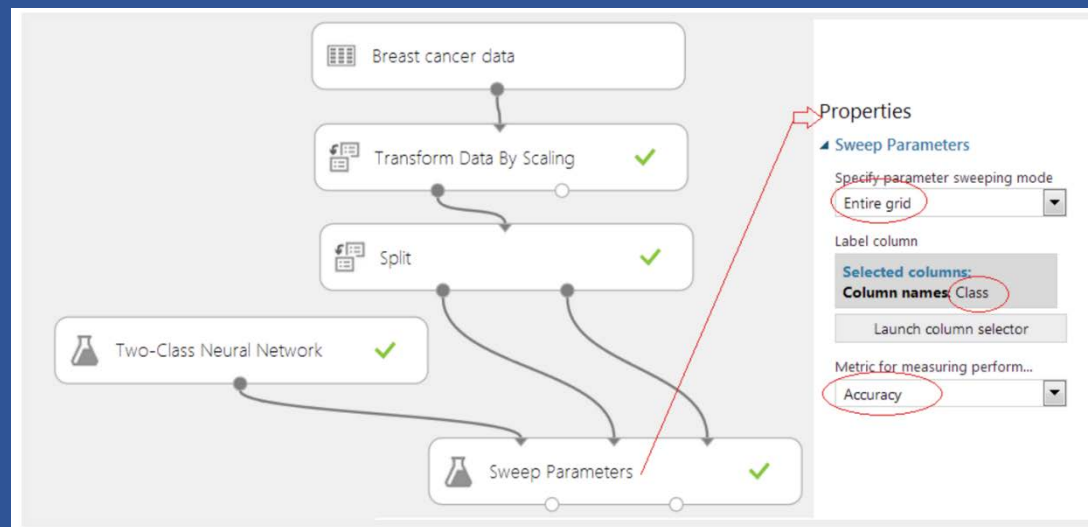 Breast cancer data
Transform Data By Scaling
Split
Two-Class Neural Network
Sweep Parameters
Properties
Sweep Parameters
Specify parameter sweeping mode
Entire grid
Label column
Selected columns:
Column names: Class
Launch column selector
Metric for measuring perform...
Accuracy